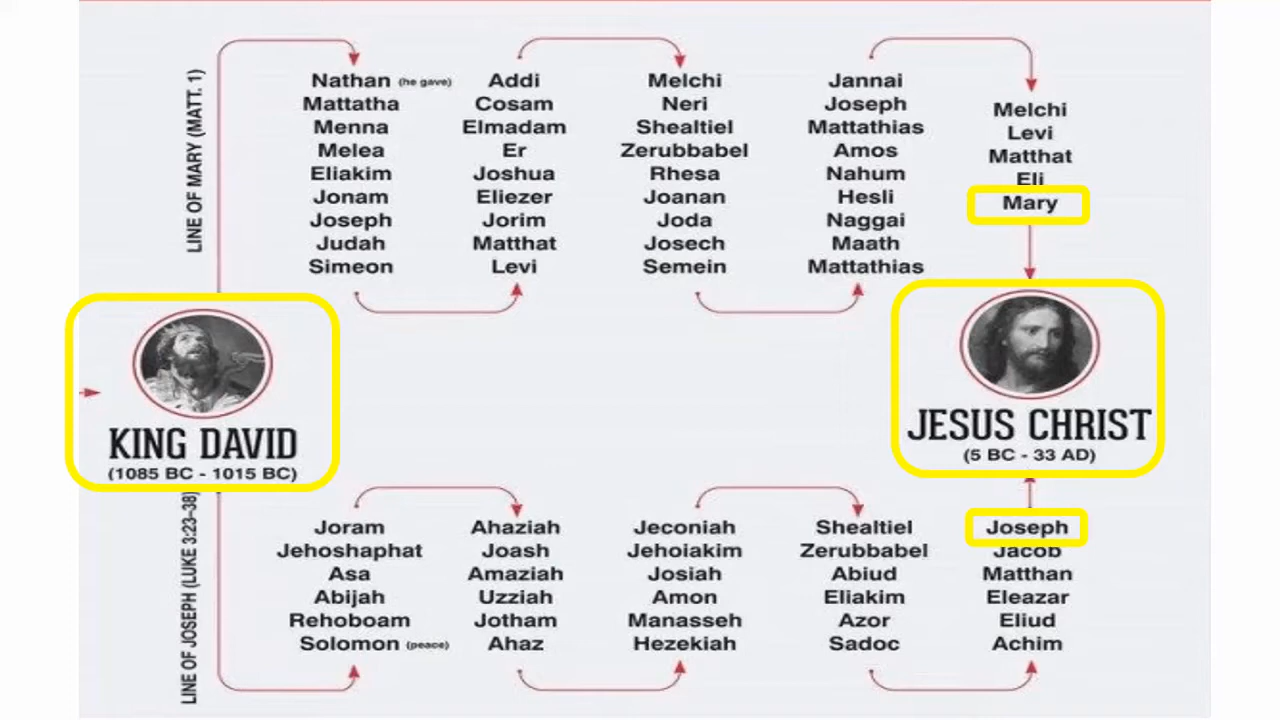 LINE OF MARY (MATT. 1)
Nathan (he gave)
Mattatha
Menna
Melea
Eliakim
Jonam
Joseph
Judah
Simeon
Addi
Cosam
Elmadam
Er
Joshua
Eliezer
Jorim
Matthat
Levi
Melchi
Neri
Shealtiel
Zerubbabel
Rhesa
Joanan
Joda
Josech
Semein
Jannai
Joseph
Mattathias
Amos
Nahum
Hesli
Naggai
Maath
Mattathias
Melchi
Levi
Matthat
Eli
Mary
KING DAVID
(1085 BC - 1015 BC)
JESUS CHRIST
(5 BC - 33 AD)
LINE OF JOSEPH (LUKE 3:23-38)
Joram
Jehoshaphat
Asa
Abijah
Rehoboam
Solomon (peace)
Ahaziah
Joash
Amaziah
Uzziah
Jotham
Ahaz
Jeconiah
Jehoiakim
Josiah
Amon
Manasseh
Hezekiah
Shealtiel
Zerubbabel
Abiud
Eliakim
Azor
Sadoc
Joseph
Jacob
Matthan
Eleazar
Eliud
Achim